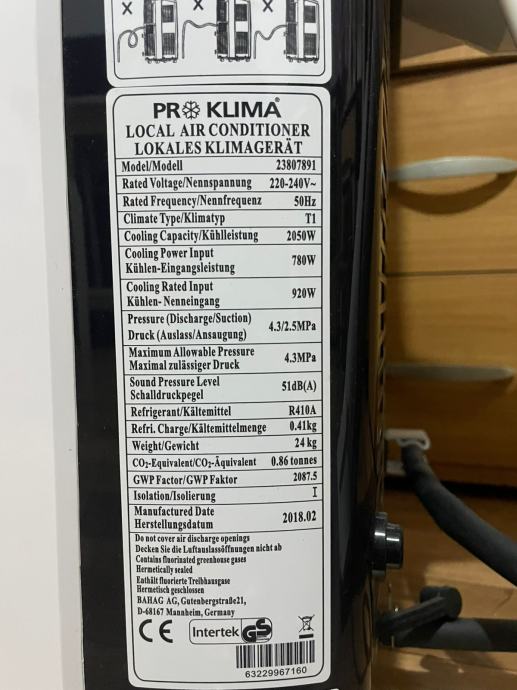 PRO KLIMA
LOCAL AIR CONDITIONER
LOKALES KLIMAGERÄT
Model/Modell 23807891
Rated Voltage/Nennspannung 220-240V~
Rated Frequency/Nennfrequenz 50Hz
Climate Type/Klimatyp T1
Cooling Capacity/Kühlleistung 2050W
Cooling Power Input
Kühlen-Eingangsleistung 780W
Cooling Rated Input
Kühlen- Nenneingang 920W
Pressure (Discharge/Suction)
Druck (Auslass/Ansaugung) 4.3/2.5MPa
Maximum Allowable Pressure
Maximal zulässiger Druck 4.3MPa
Sound Pressure Level
Schalldruckpegel 51dB(A)
Refrigerant/Kältemittel R410A
Refri. Charge/Kältemittelmenge 0.41kg
Weight/Gewicht 24 kg
CO₂-Equivalent/CO₂-Äquivalent 0.86 tonnes
GWP Factor/GWP Faktor 2087.5
Isolation/Isolierung I
Manufactured Date
Herstellungsdatum 2018.02
Do not cover air discharge openings
Decken Sie die Luftauslassöffnungen nicht ab
Contains fluorinated greenhouse gases
Hermetically sealed
Enthält fluorierte Treibhausgase
Hermetisch geschlossen
BAHAG AG, Gutenbergstraße21,
D-68167 Mannheim, Germany
CE Intertek GS
63229967160